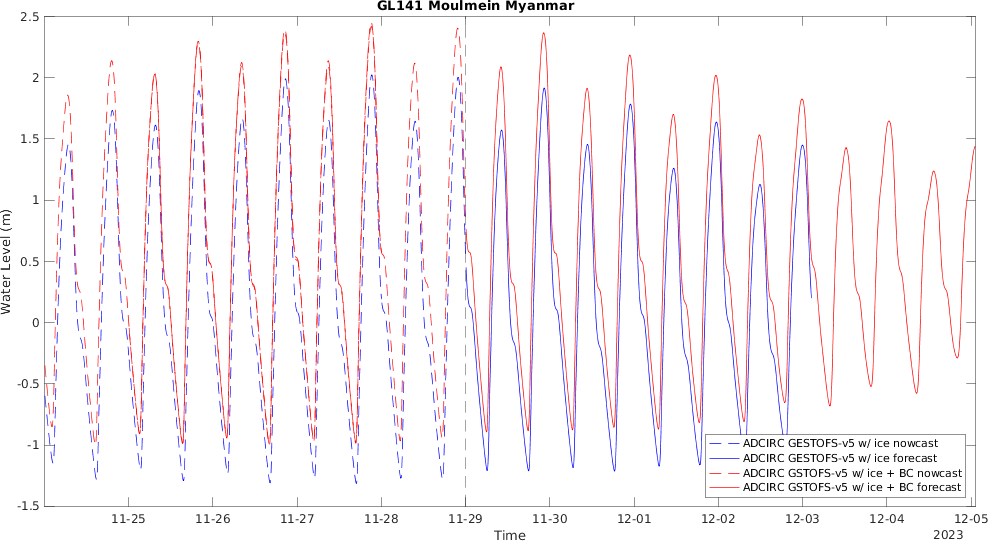 GL141 Moulmein Myanmar
Water Level (m)
2.5
2
1.5
1
0.5
0
-0.5
-1
-1.5
ADCIRC GESTOFS-v5 w/ ice nowcast
ADCIRC GESTOFS-v5 w/ ice forecast
ADCIRC GSTOFS-v5 w/ ice + BC nowcast
ADCIRC GSTOFS-v5 w/ ice + BC forecast
11-25 11-26 11-27 11-28 11-29 11-30 12-01 12-02 12-03 12-04 12-05
Time
2023